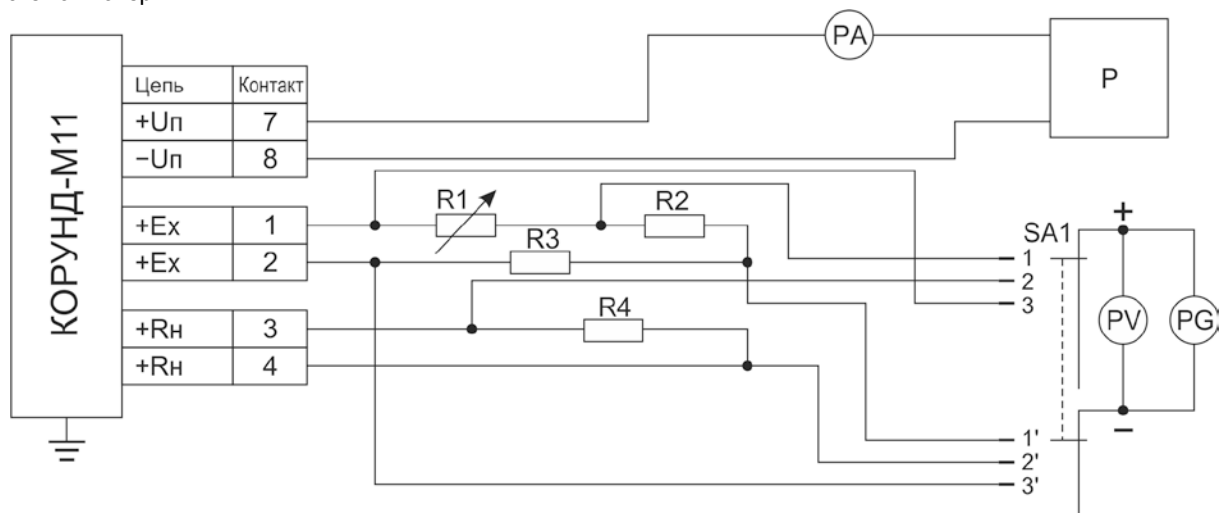 КОРУНД-М11
Цепь Контакт
+Uп 7
−Uп 8
+Ex 1
+Ex 2
+Rн 3
+Rн 4
PA
P
R1
R2
R3
R4
SA1
1
2
3
1'
2'
3'
+
PV
PG
−